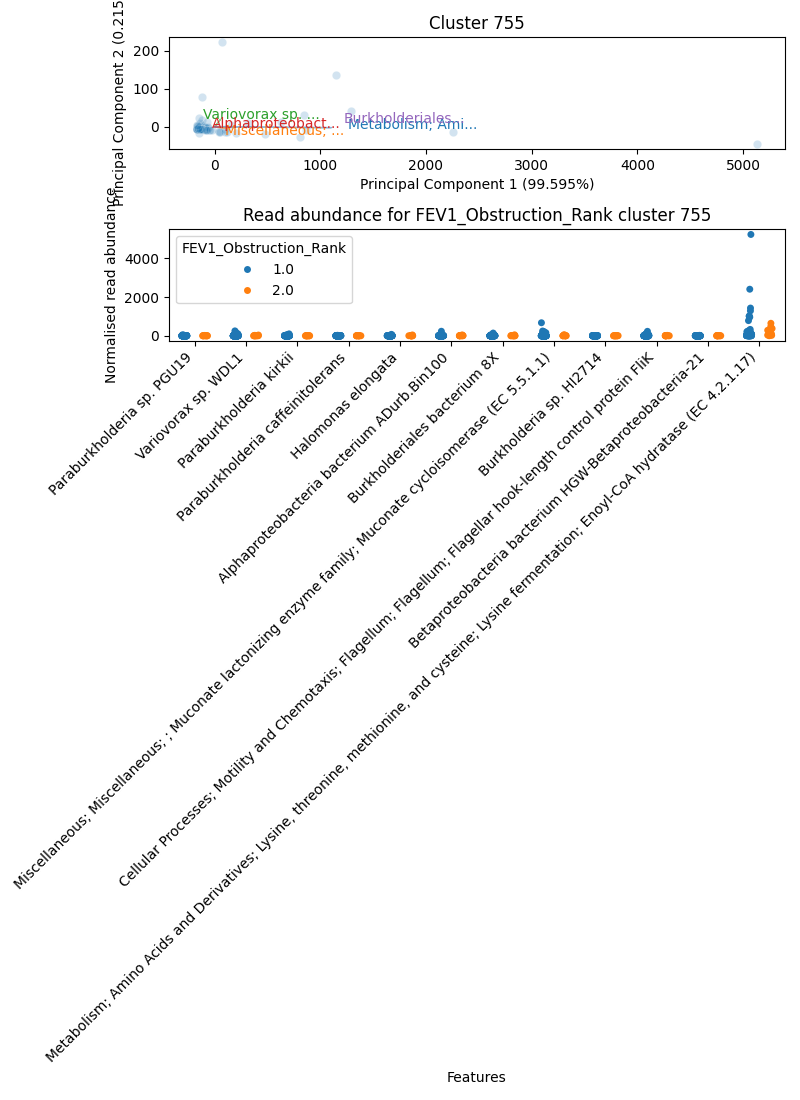 Cluster 755
Principal Component 2 (0.215
200
100
0
Variovorax sp. ...
Alphaproteobact...
Miscellaneous; ...
Burkholderiales...
Metabolism; Ami...
0
1000
2000
3000
4000
5000
Principal Component 1 (99.595%)
Read abundance for FEV1_Obstruction_Rank cluster 755
Normalised read abundance
4000
2000
0
FEV1_Obstruction_Rank
1.0
2.0
Paraburkholderia sp. PGU19
Variovorax sp. WDL1
Paraburkholderia kirkii
Paraburkholderia caffeinitolerans
Halomonas elongata
Alphaproteobacteria bacterium ADurb.Bin100
Burkholderiales bacterium 8X
Miscellaneous; Miscellaneous; ; Muconate lactonizing enzyme family; Muconate cycloisomerase (EC 5.5.1.1)
Burkholderia sp. HI2714
Cellular Processes; Motility and Chemotaxis; Flagellum; Flagellum; Flagellar hook-length control protein FliK
Betaproteobacteria bacterium HGW-Betaproteobacteria-21
Metabolism; Amino Acids and Derivatives; Lysine, threonine, methionine, and cysteine; Lysine fermentation; Enoyl-CoA hydratase (EC 4.2.1.17)
Features